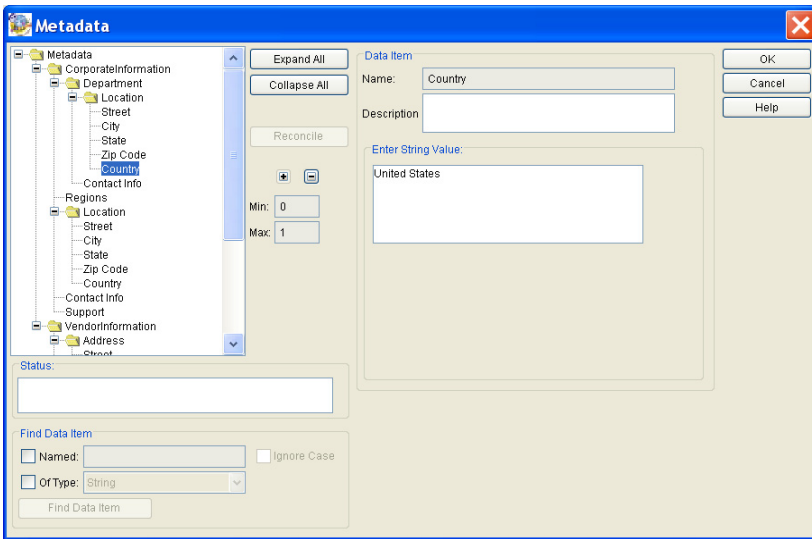 Metadata
Metadata
CorporateInformation
Department
Location
Street
City
State
Zip Code
Country
Contact Info
Regions
Location
Street
City
State
Zip Code
Country
Contact Info
Support
VendorInformation
Address
Street
Expand All
Collapse All
Reconcile
Min: 0
Max: 1
Data Item
Name: Country
Description
Enter String Value:
United States
OK
Cancel
Help
Status:
Find Data Item
Named:
Ignore Case
Of Type: String
Find Data Item